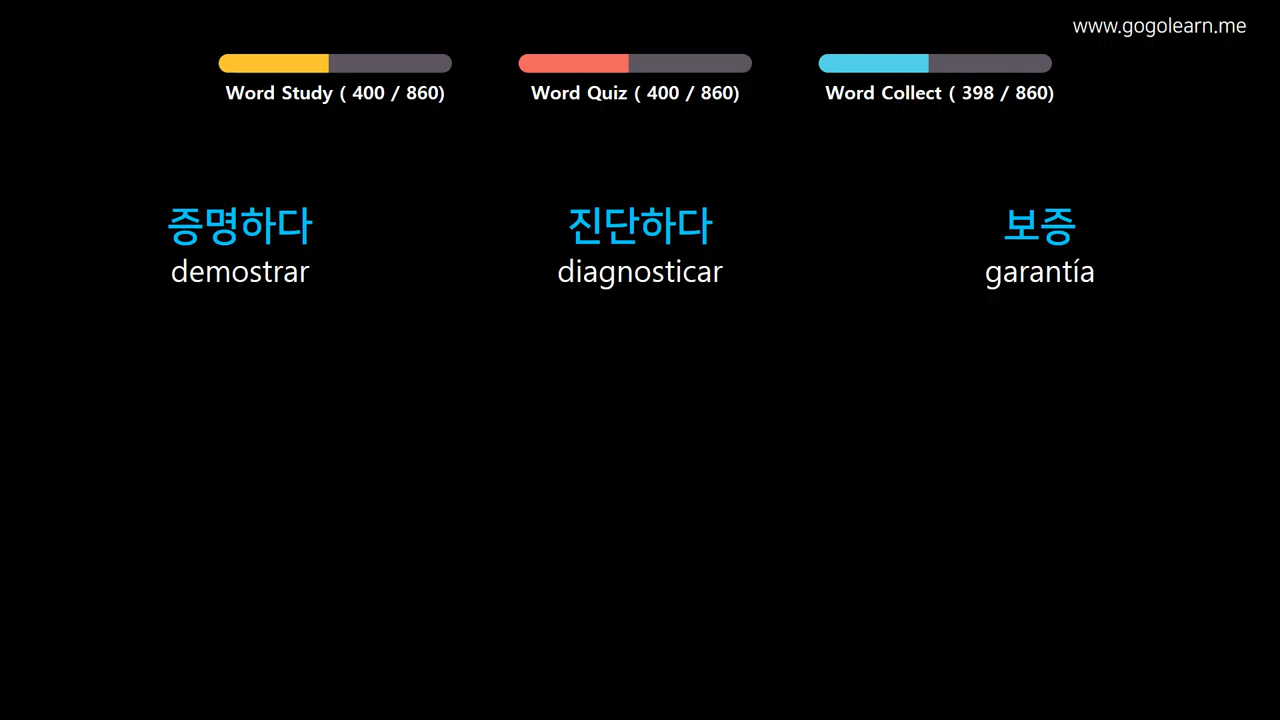 www.gogolearn.me
Word Study ( 400 / 860)
Word Quiz ( 400 / 860)
Word Collect ( 398 / 860)
증명하다
demostrar
진단하다
diagnosticar
보증
garantía